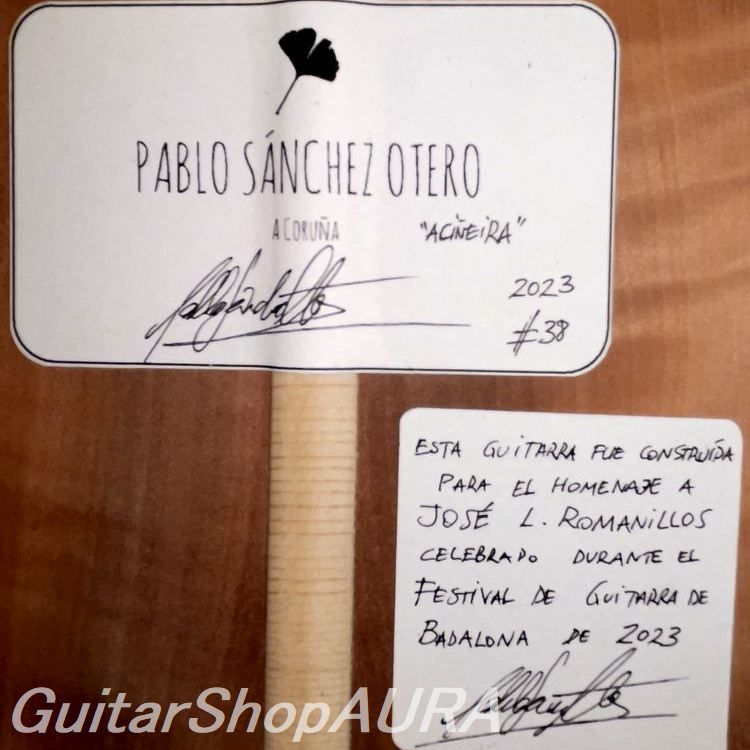 PABLO SÁNCHEZ OTERO
A CORUÑA "ACIÑEIRA"
2023
#38
ESTA GUITARRA FUE CONSTRUÍDA
PARA EL HOMENAJE A
JOSÉ L. ROMANILLOS
CELEBRADO DURANTE EL
FESTIVAL DE GUITARRA DE
BADALONA DE 2023
GuitarShopAURA